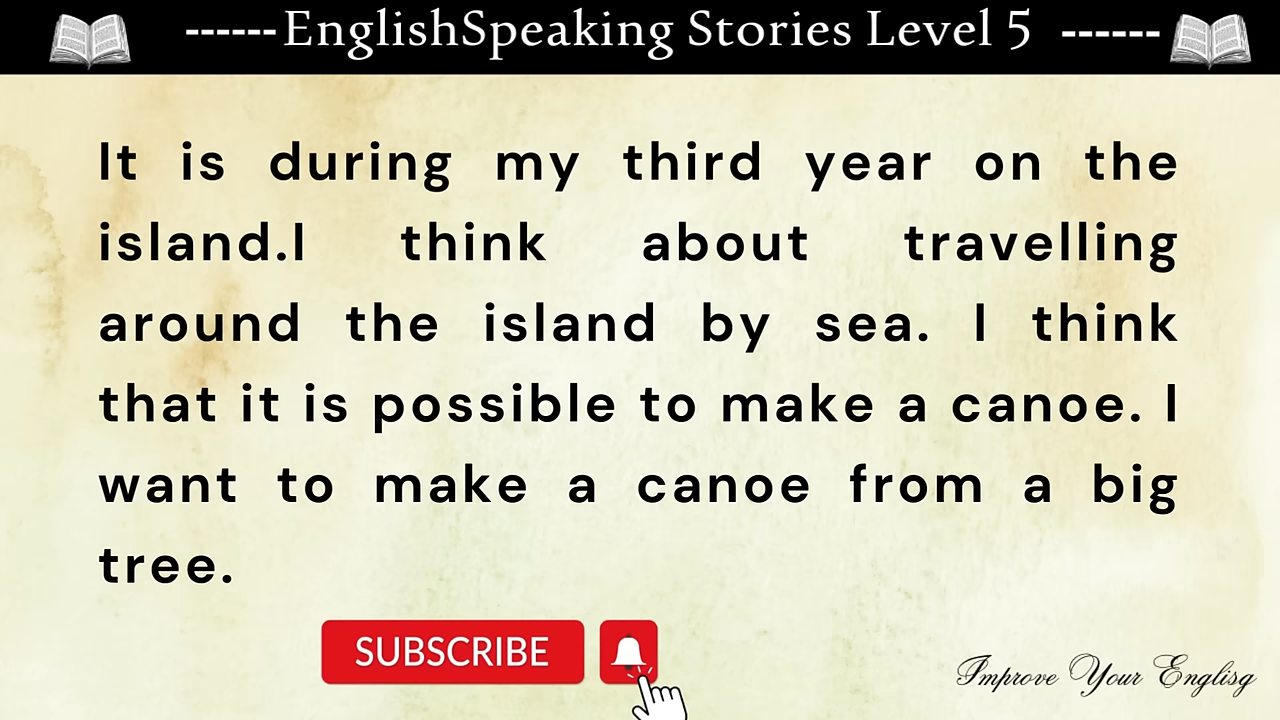 ------EnglishSpeaking Stories Level 5 ------
It is during my third year on the
island.I think about travelling
around the island by sea. I think
that it is possible to make a canoe. I
want to make a canoe from a big
tree.
SUBSCRIBE
Improve Your Englisg